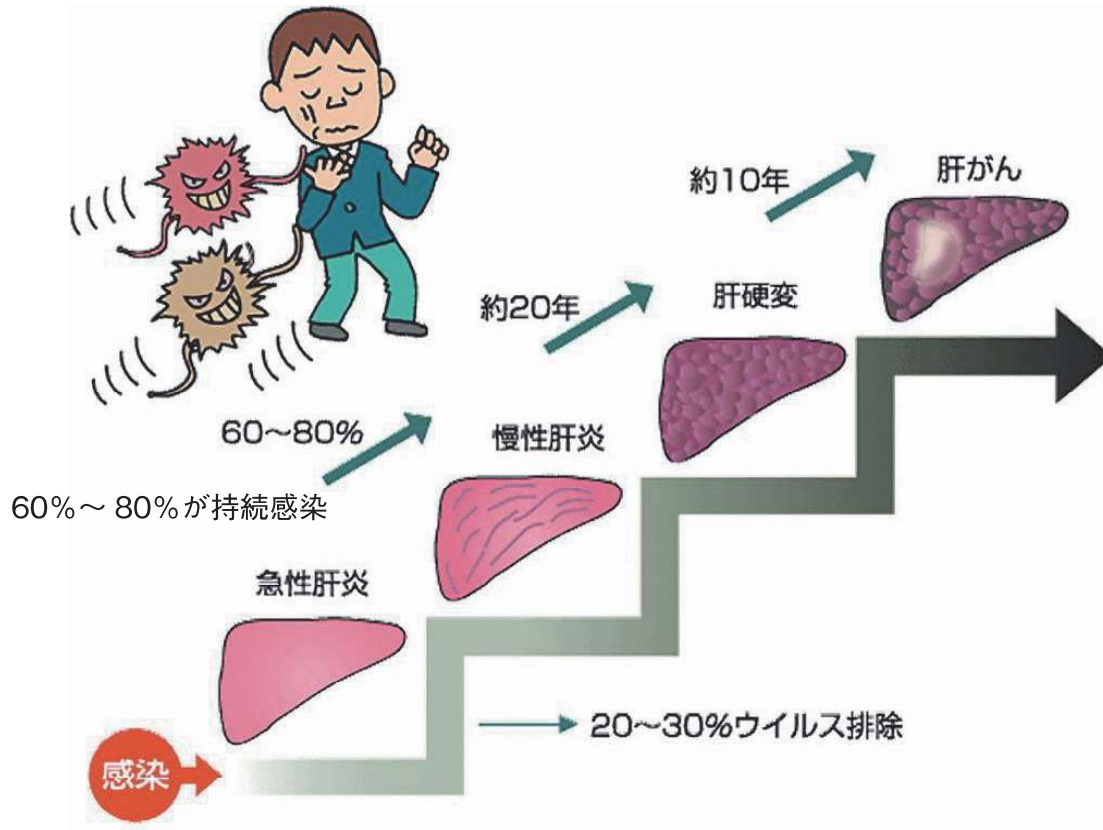 約10年
肝がん
約20年
肝硬変
60〜80%
慢性肝炎
60%〜 80%が持続感染
急性肝炎
20〜30%ウイルス排除
感染